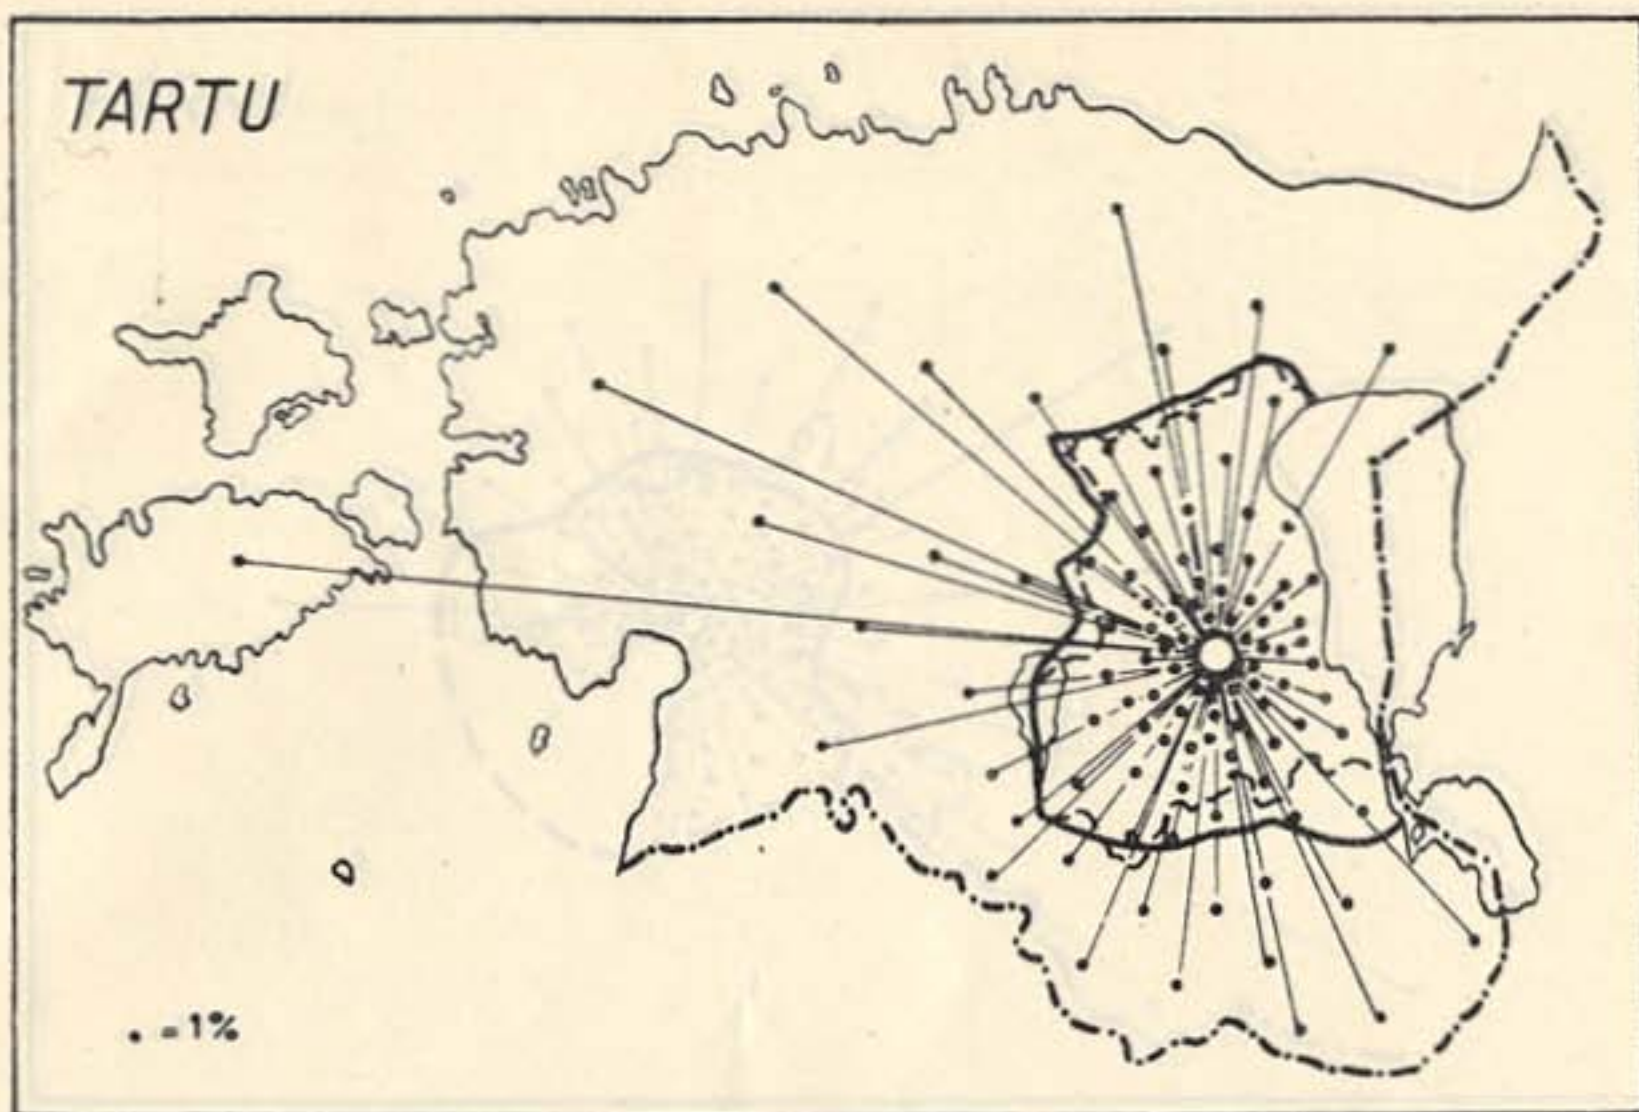 TARTU
• = 1%